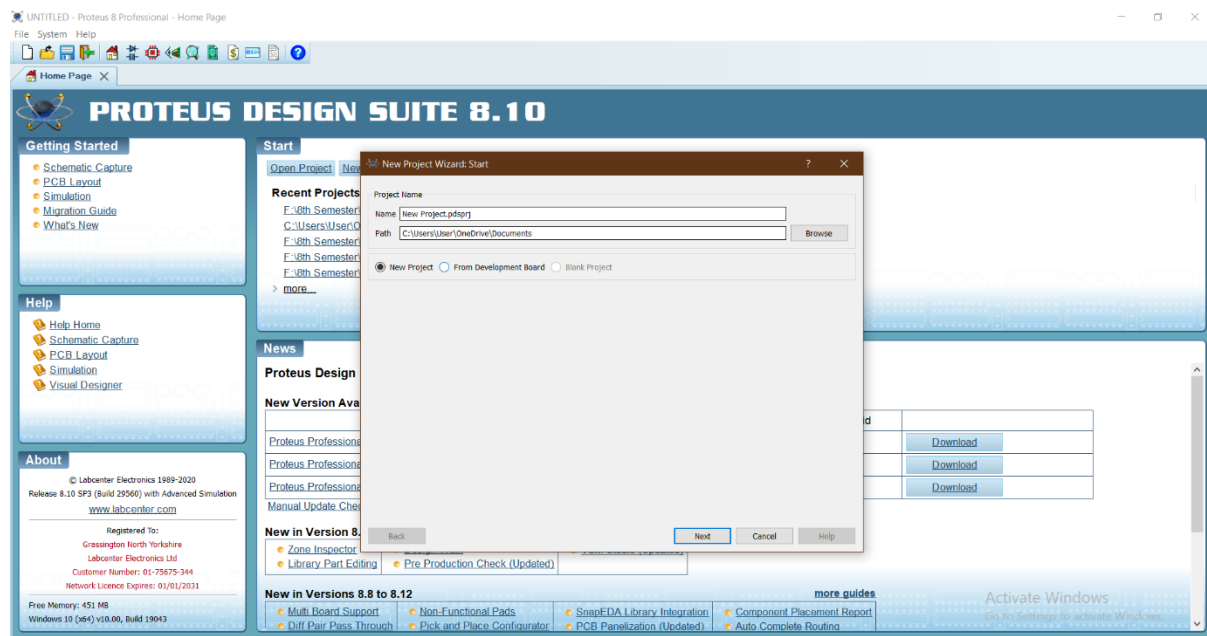 UNTITLED - Proteus 8 Professional - Home Page
File System Help
Home Page
PROTEUS DESIGN SUITE 8.10
Getting Started
Schematic Capture
PCB Layout
Simulation
Migration Guide
What's New
Help
Help Home
Schematic Capture
PCB Layout
Simulation
Visual Designer
About
© Labcenter Electronics 1989-2020
Release 8.10 SP3 (Build 29560) with Advanced Simulation
www.labcenter.com
Registered To:
Grassington North Yorkshire
Labcenter Electronics Ltd
Customer Number: 01-75675-344
Network Licence Expires: 01/01/2031
Free Memory: 451 MB
Windows 10 (x64) v10.00, Build 19043
Start
Open Project New
Recent Projects
F:\8th Semester\
C:\Users\User\O
F:\8th Semester\
F:\8th Semester\
F:\8th Semester\
more...
New Project Wizard: Start
Project Name
Name New Project.pdsprj
Path C:\Users\User\OneDrive\Documents Browse
New Project From Development Board Blank Project
Back Next Cancel Help
News
Proteus Design
New Version Ava
Proteus Professiona Download
Proteus Professiona Download
Proteus Professiona Download
Manual Update Chec
New in Version 8.
Zone Inspector
Library Part Editing Pre Production Check (Updated)
New in Versions 8.8 to 8.12 more guides
Multi Board Support Non-Functional Pads SnapEDA Library Integration Component Placement Report
Diff Pair Pass Through Pick and Place Configurator PCB Panelization (Updated) Auto Complete Routing
Activate Windows
Go to Settings to activate Windows.